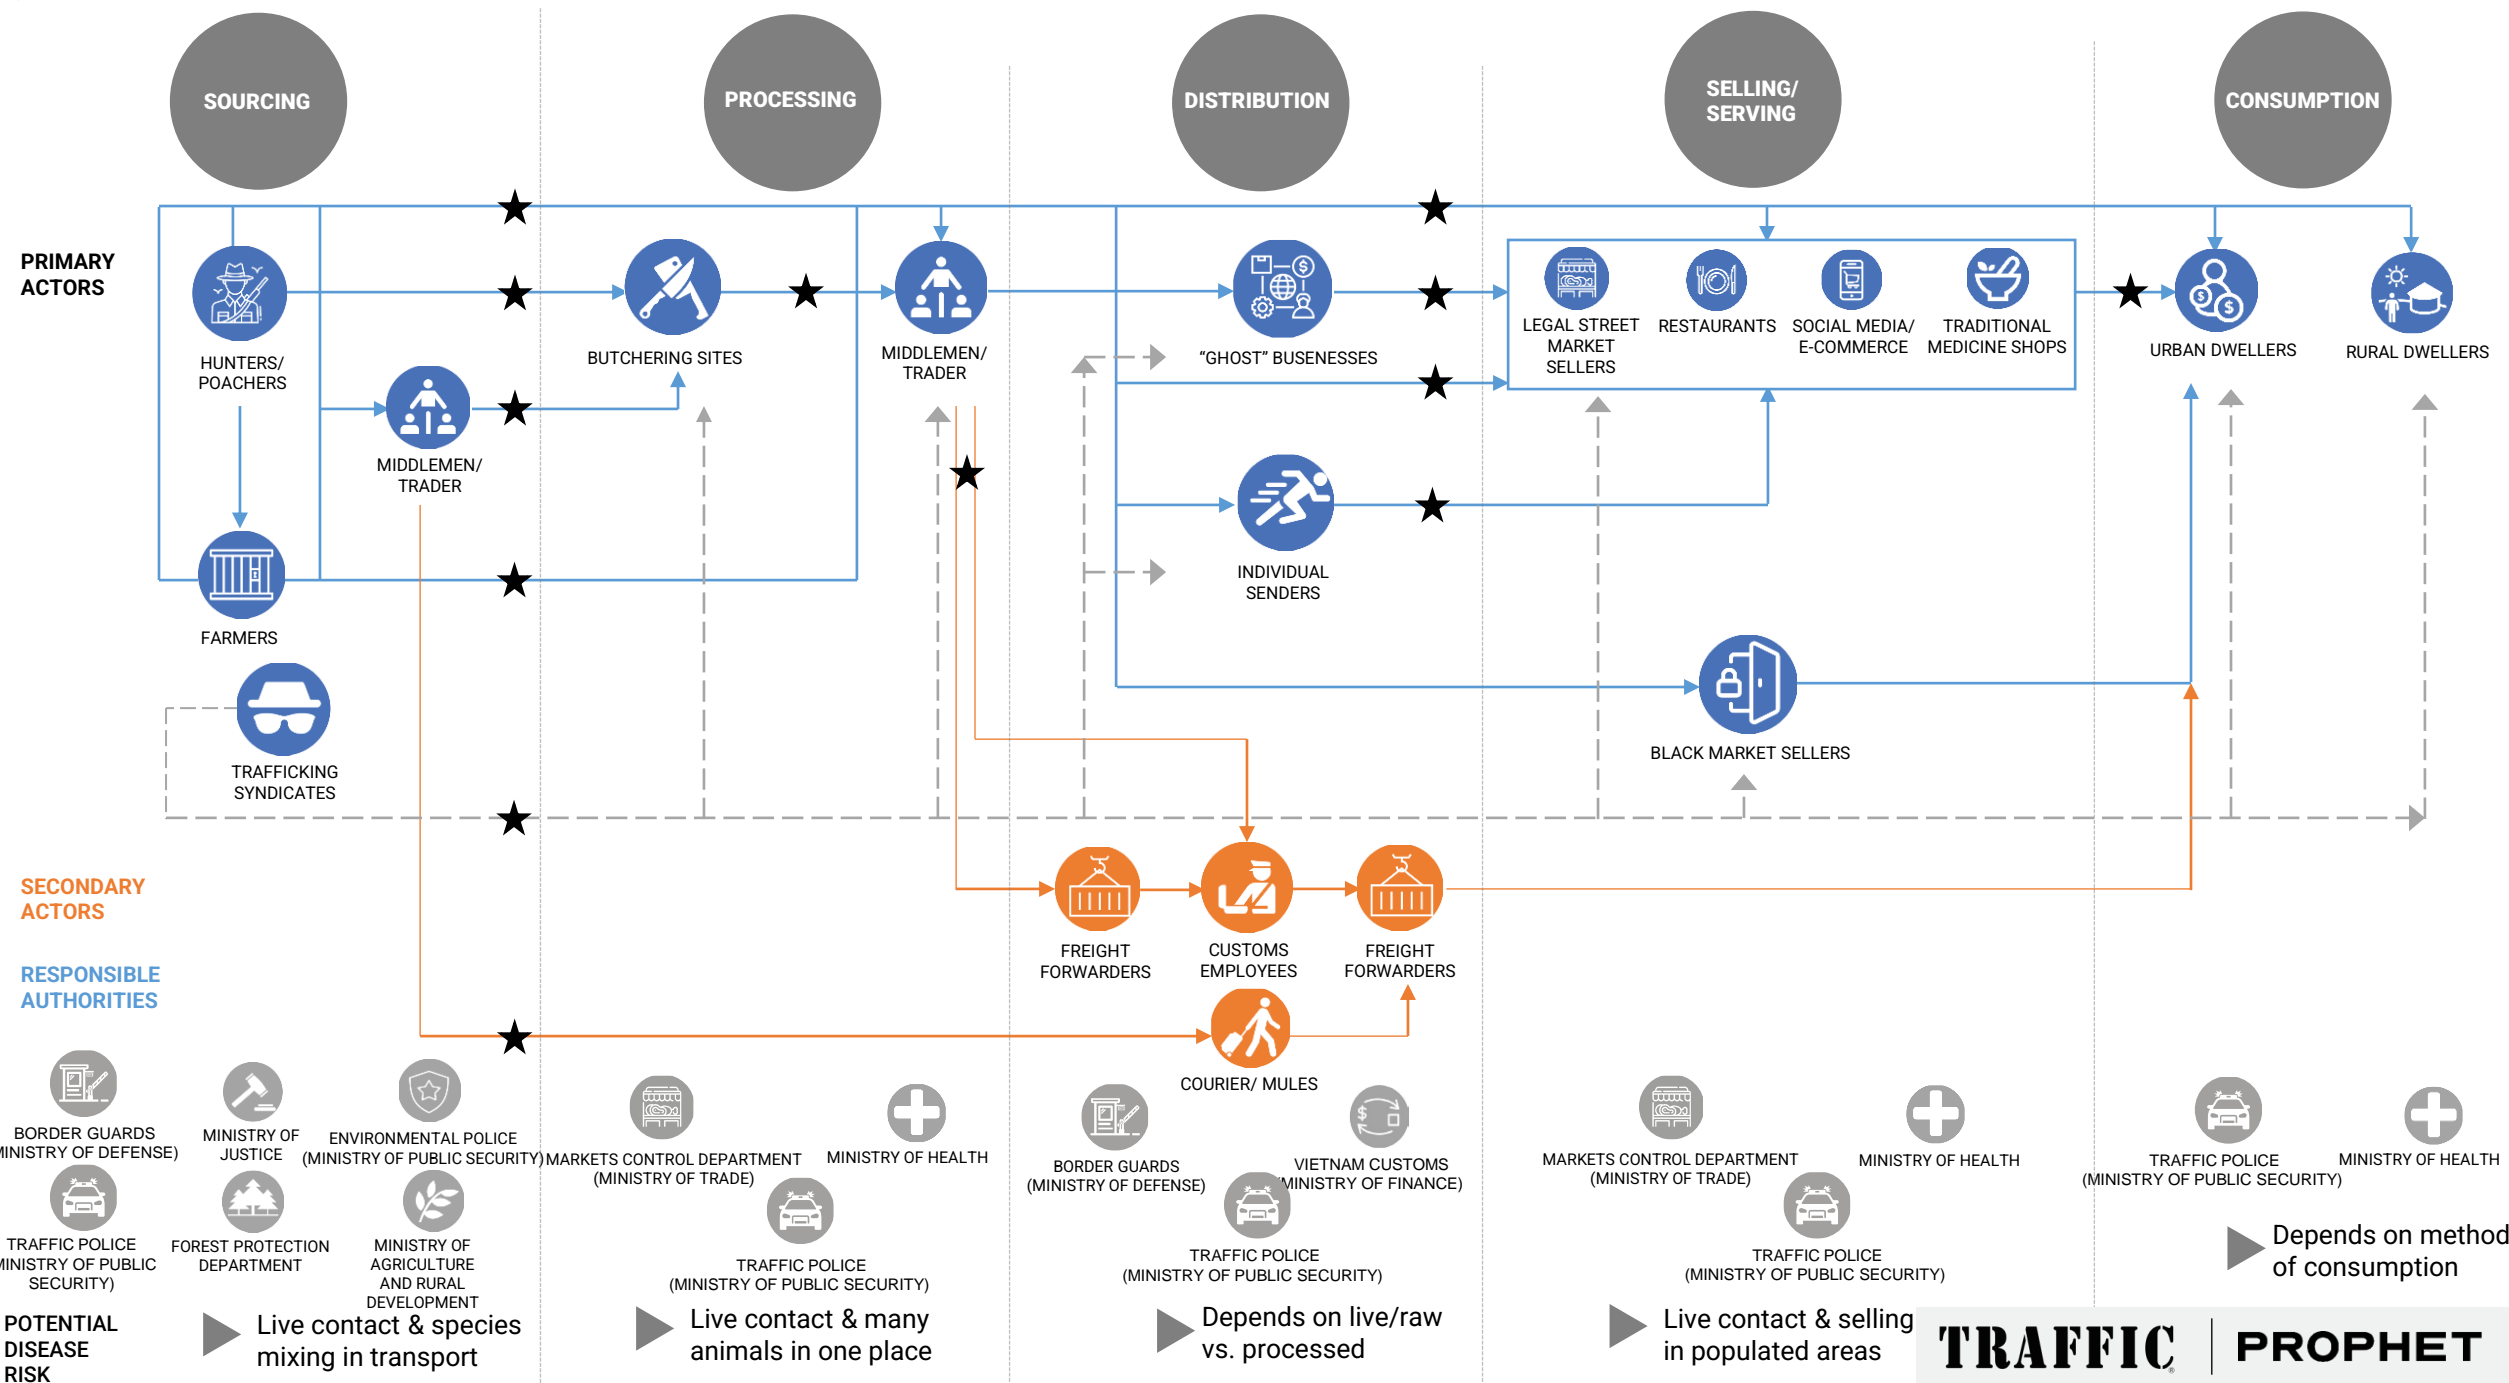 SOURCING
PROCESSING
DISTRIBUTION
SELLING/
SERVING
CONSUMPTION
PRIMARY
ACTORS
HUNTERS/
POACHERS
MIDDLEMEN/
TRADER
FARMERS
TRAFFICKING
SYNDICATES
BUTCHERING SITES
MIDDLEMEN/
TRADER
“GHOST” BUSENESSES
INDIVIDUAL
SENDERS
LEGAL STREET
MARKET
SELLERS
RESTAURANTS
SOCIAL MEDIA/
E-COMMERCE
TRADITIONAL
MEDICINE SHOPS
BLACK MARKET SELLERS
URBAN DWELLERS
RURAL DWELLERS
SECONDARY
ACTORS
FREIGHT
FORWARDERS
CUSTOMS
EMPLOYEES
FREIGHT
FORWARDERS
COURIER/ MULES
RESPONSIBLE
AUTHORITIES
BORDER GUARDS
MINISTRY OF DEFENSE)
MINISTRY OF
JUSTICE
ENVIRONMENTAL POLICE
(MINISTRY OF PUBLIC SECURITY)
TRAFFIC POLICE
MINISTRY OF PUBLIC
SECURITY)
FOREST PROTECTION
DEPARTMENT
MINISTRY OF
AGRICULTURE
AND RURAL
DEVELOPMENT
MARKETS CONTROL DEPARTMENT
(MINISTRY OF TRADE)
MINISTRY OF HEALTH
TRAFFIC POLICE
(MINISTRY OF PUBLIC SECURITY)
BORDER GUARDS
(MINISTRY OF DEFENSE)
VIETNAM CUSTOMS
MINISTRY OF FINANCE)
TRAFFIC POLICE
(MINISTRY OF PUBLIC SECURITY)
MARKETS CONTROL DEPARTMENT
(MINISTRY OF TRADE)
MINISTRY OF HEALTH
TRAFFIC POLICE
(MINISTRY OF PUBLIC SECURITY)
TRAFFIC POLICE
(MINISTRY OF PUBLIC SECURITY)
MINISTRY OF HEALTH
POTENTIAL
DISEASE
RISK
Live contact & species
mixing in transport
Live contact & many
animals in one place
Depends on live/raw
vs. processed
Live contact & selling
in populated areas
Depends on method
of consumption
TRAFFIC
PROPHET